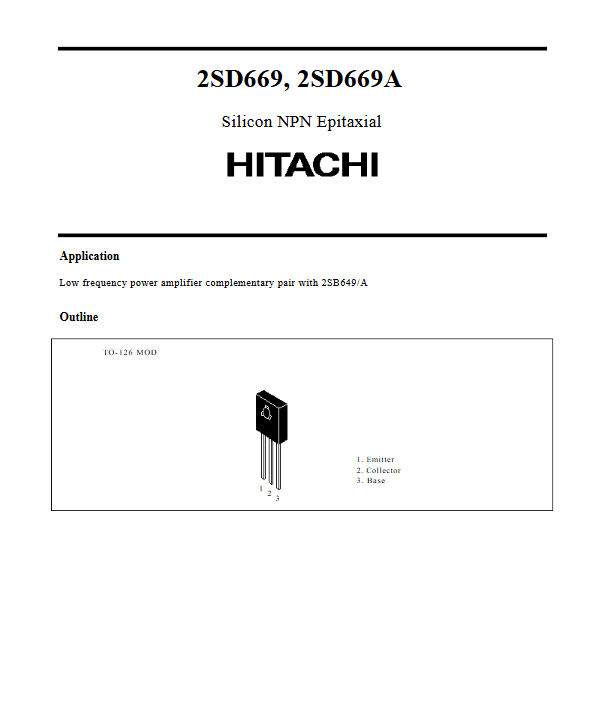 2SD669, 2SD669A
Silicon NPN Epitaxial
HITACHI
Application
Low frequency power amplifier complementary pair with 2SB649/A
Outline
TO-126 MOD
1. Emitter
2. Collector
3. Base
1
2
3